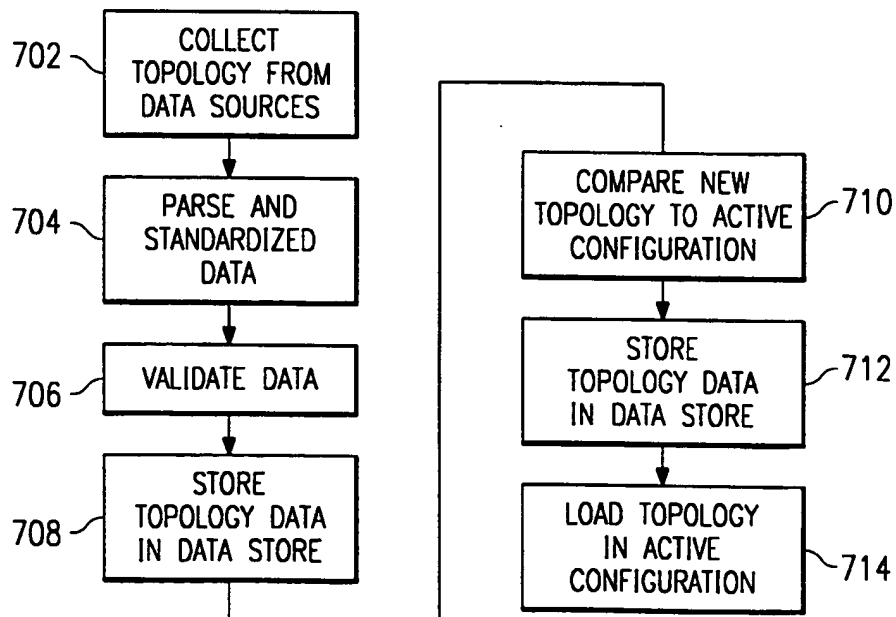 702
COLLECT
TOPOLOGY FROM
DATA SOURCES
704
PARSE AND
STANDARDIZED
DATA
706
VALIDATE DATA
708
STORE
TOPOLOGY DATA
IN DATA STORE
COMPARE NEW
TOPOLOGY TO ACTIVE
CONFIGURATION
710
STORE
TOPOLOGY DATA
IN DATA STORE
712
LOAD TOPOLOGY
IN ACTIVE
CONFIGURATION
714